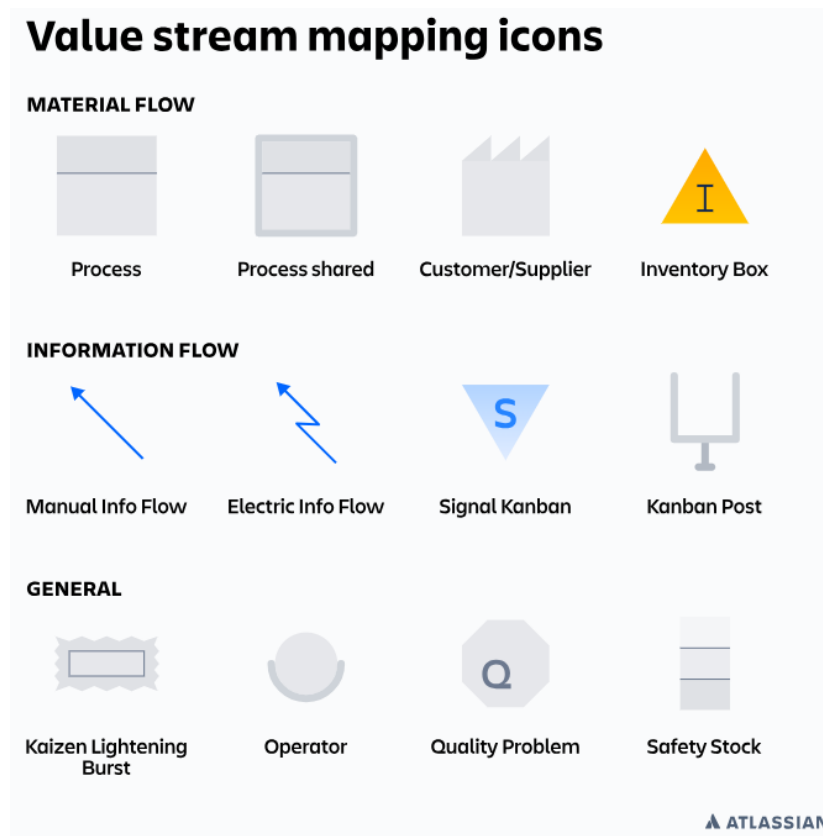 Value stream mapping icons
MATERIAL FLOW
I
Process
Process shared
Customer/Supplier
Inventory Box
INFORMATION FLOW
S
Manual Info Flow
Electric Info Flow
Signal Kanban
Kanban Post
GENERAL
Q
Kaizen Lightening
Burst
Operator
Quality Problem
Safety Stock
ATLASSIAN